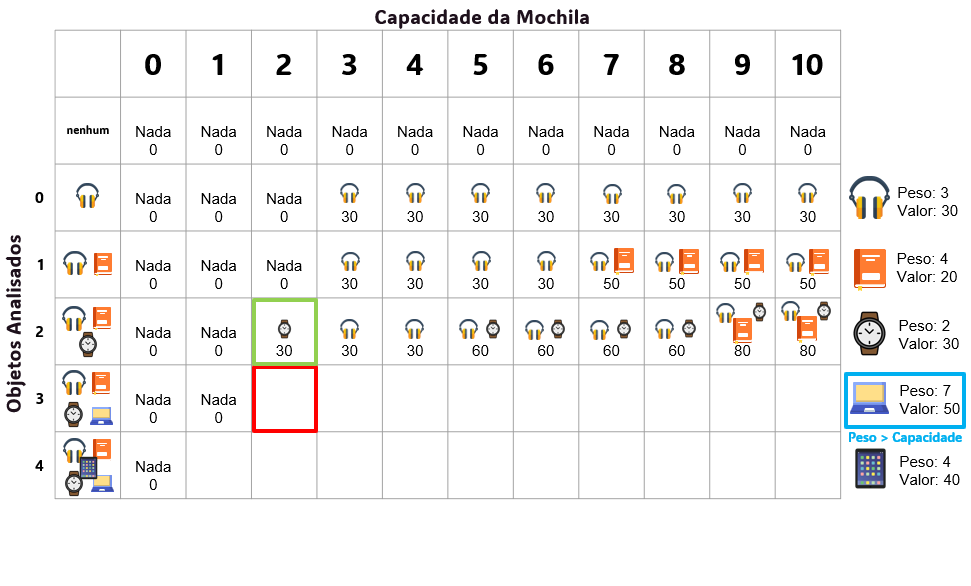 Capacidade da Mochila
0 1 2 3 4 5 6 7 8 9 10
nenhum Nada Nada Nada Nada Nada Nada Nada Nada Nada Nada Nada
0 0 0 0 0 0 0 0 0 0 0
Objetos Analisados
0 Nada Nada Nada
0 0 0 30 30 30 30 30 30 30 30
Peso: 3
Valor: 30
1 Nada Nada Nada
0 0 0 30 30 30 30 50 50 50 50
Peso: 4
Valor: 20
2 Nada Nada
0 0 30 30 30 60 60 60 60 80 80
Peso: 2
Valor: 30
3 Nada Nada
0 0
Peso: 7
Valor: 50
Peso > Capacidade
4 Nada
0
Peso: 4
Valor: 40